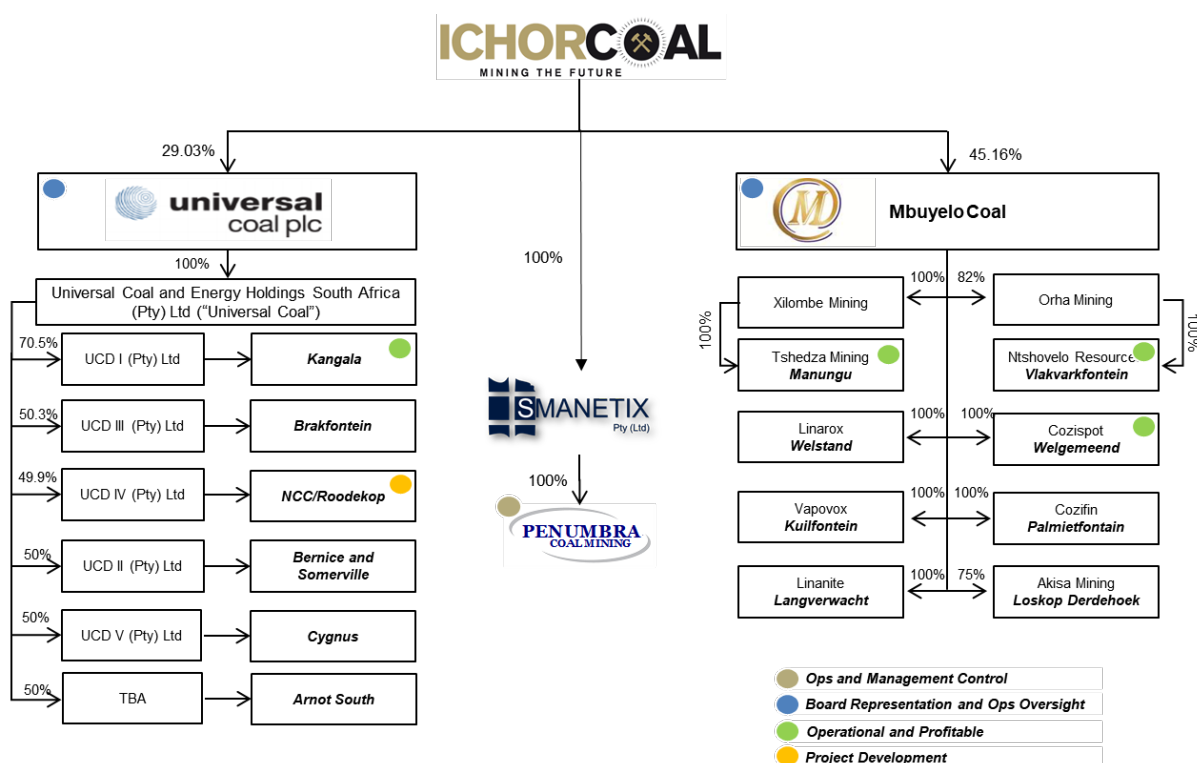 ICHORCOAL
MINING THE FUTURE
29.03%
45.16%
universal
coal plc
M
Mbuyelo Coal
100%
100%
Universal Coal and Energy Holdings South Africa
(Pty) Ltd (“Universal Coal”)
70.5%
UCD I (Pty) Ltd
Kangala
50.3%
UCD III (Pty) Ltd
Brakfontein
49.9%
UCD IV (Pty) Ltd
NCC/Roodekop
50%
UCD II (Pty) Ltd
Bernice and
Somerville
50%
UCD V (Pty) Ltd
Cygnus
50%
TBA
Arnot South
SMANETIX
Pty (Ltd)
100%
PENUMBRA
COAL MINING
100% 82%
Xilombe Mining
Orha Mining
100%
100%
Tshedza Mining
Manungu
Ntshovelo Resource
Vlakvarkfontein
100% 100%
Linarox
Welstand
Cozispot
Welgemeend
100% 100%
Vapovox
Kuilfontein
Cozifin
Palmietfontain
100% 75%
Linanite
Langverwacht
Akisa Mining
Loskop Derdehoek
Ops and Management Control
Board Representation and Ops Oversight
Operational and Profitable
Project Development